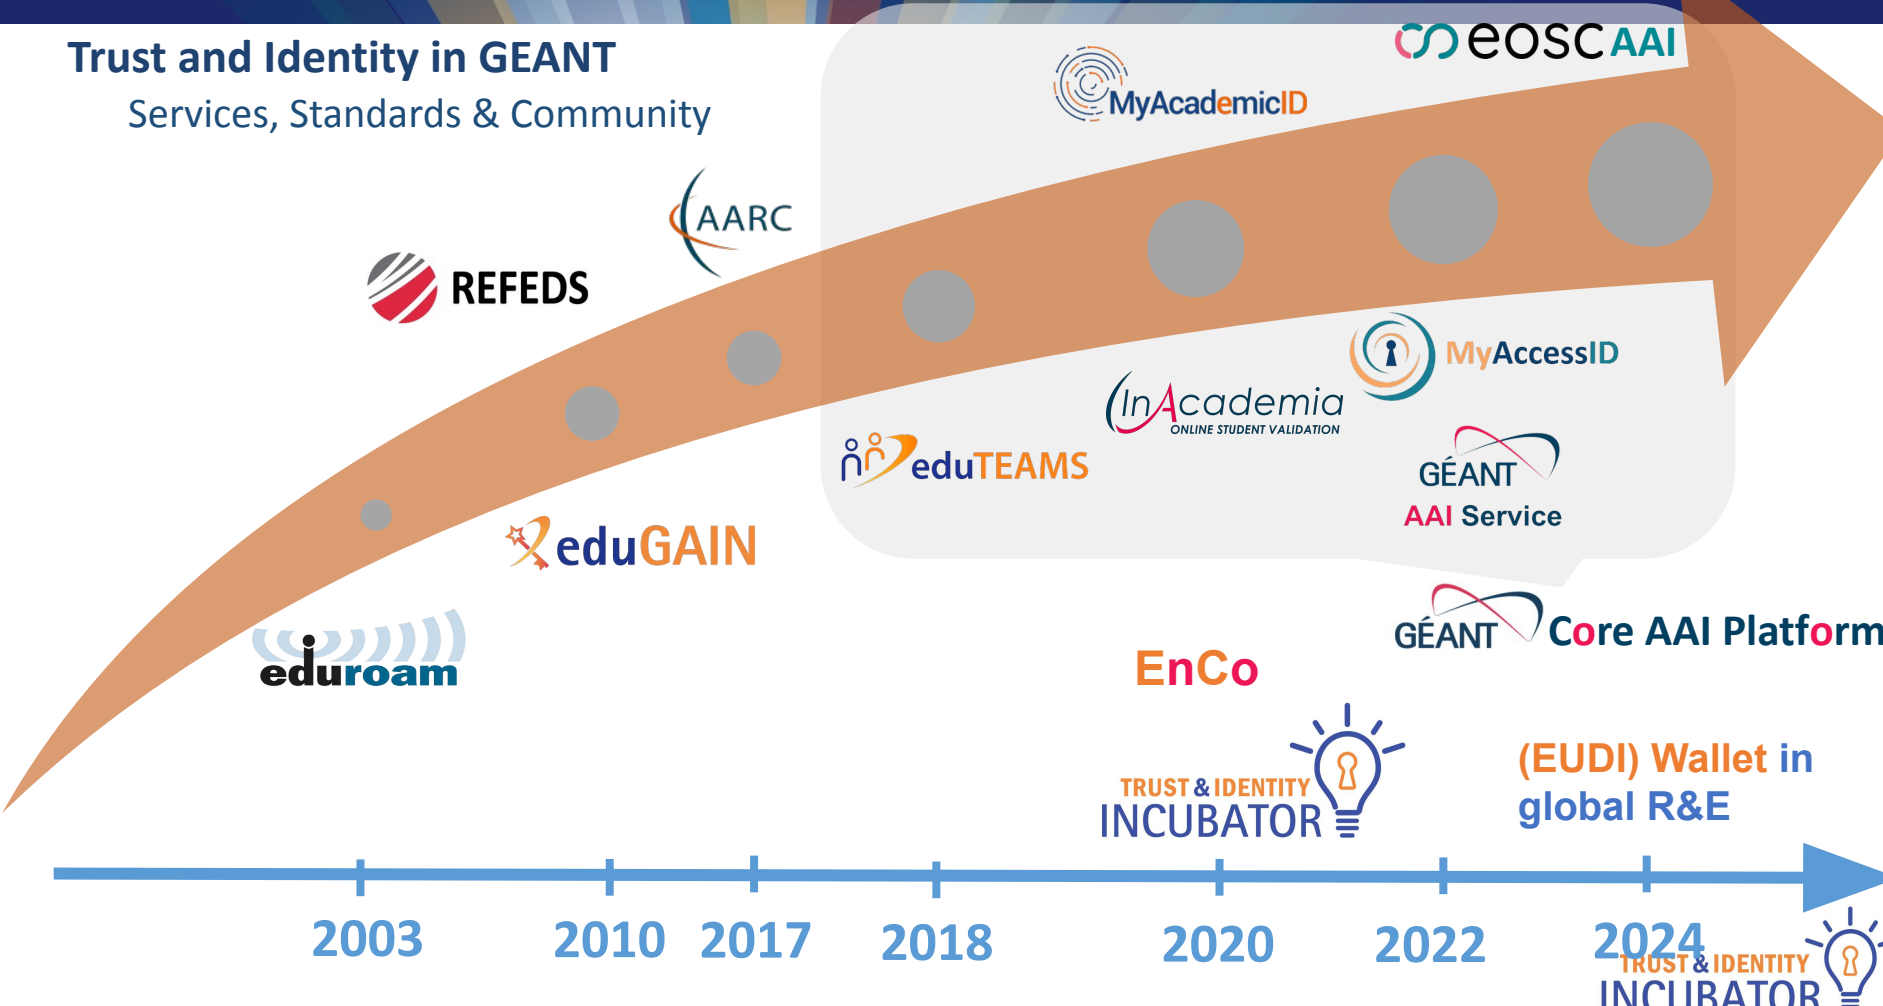 Trust and Identity in GEANT
Services, Standards & Community
eosc AAI
MyAcademicID
AARC
REFEDS
MyAccessID
InAcademia
ONLINE STUDENT VALIDATION
eduTEAMS
GÉANT
AAI Service
eduGAIN
eduroam
GÉANT Core AAI Platform
EnCo
TRUST & IDENTITY
INCUBATOR
(EUDI) Wallet in
global R&E
2003 2010 2017 2018 2020 2022 2024
TRUST & IDENTITY
INCUBATOR